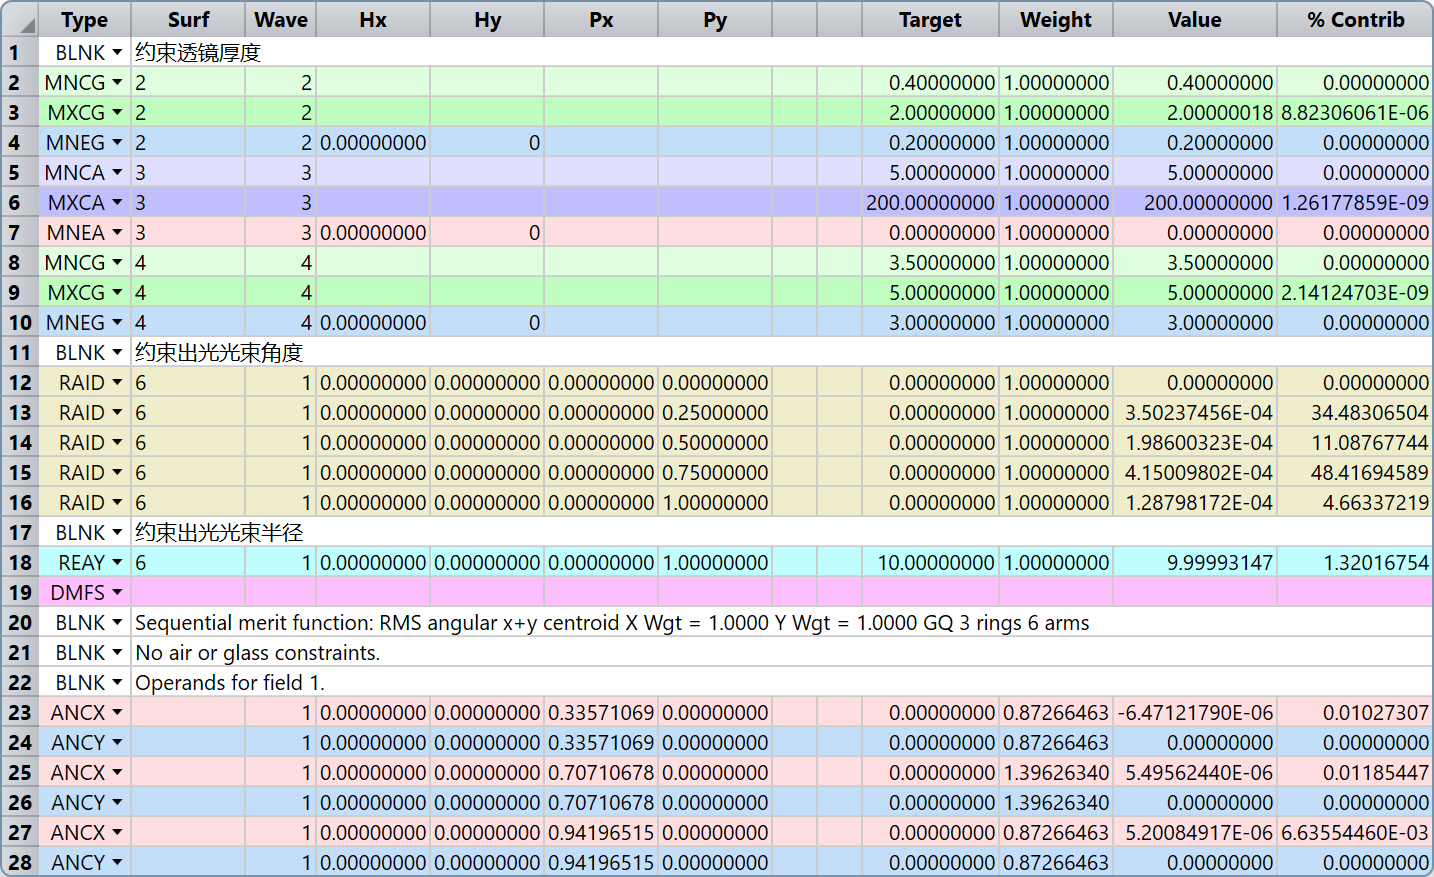 Type Surf Wave Hx Hy Px Py Target Weight Value % Contrib
1 BLNK 约束透镜厚度
2 MNCG 2 2 0.40000000 1.00000000 0.40000000 0.00000000
3 MXCG 2 2 2.00000000 1.00000000 2.00000018 8.82306061E-06
4 MNEG 2 2 0.00000000 0 0.20000000 1.00000000 0.20000000 0.00000000
5 MNCA 3 3 5.00000000 1.00000000 5.00000000 0.00000000
6 MXCA 3 3 200.00000000 1.00000000 200.00000000 1.26177859E-09
7 MNEA 3 3 0.00000000 0 0.00000000 1.00000000 0.00000000 0.00000000
8 MNCG 4 4 3.50000000 1.00000000 3.50000000 0.00000000
9 MXCG 4 4 5.00000000 1.00000000 5.00000000 2.14124703E-09
10 MNEG 4 4 0.00000000 0 3.00000000 1.00000000 3.00000000 0.00000000
11 BLNK 约束出光光束角度
12 RAID 6 1 0.00000000 0.00000000 0.00000000 0.00000000 0.00000000 1.00000000 0.00000000 0.00000000
13 RAID 6 1 0.00000000 0.00000000 0.00000000 0.25000000 0.00000000 1.00000000 3.50237456E-04 34.48306504
14 RAID 6 1 0.00000000 0.00000000 0.00000000 0.50000000 0.00000000 1.00000000 1.98600323E-04 11.08767744
15 RAID 6 1 0.00000000 0.00000000 0.00000000 0.75000000 0.00000000 1.00000000 4.15009802E-04 48.41694589
16 RAID 6 1 0.00000000 0.00000000 0.00000000 1.00000000 0.00000000 1.00000000 1.28798172E-04 4.66337219
17 BLNK 约束出光光束半径
18 REAY 6 1 0.00000000 0.00000000 0.00000000 1.00000000 10.00000000 1.00000000 9.99993147 1.32016754
19 DMFS
20 BLNK Sequential merit function: RMS angular x+y centroid X Wgt = 1.0000 Y Wgt = 1.0000 GQ 3 rings 6 arms
21 BLNK No air or glass constraints.
22 BLNK Operands for field 1.
23 ANCX 1 0.00000000 0.00000000 0.33571069 0.00000000 0.00000000 0.87266463 -6.47121790E-06 0.01027307
24 ANCY 1 0.00000000 0.00000000 0.33571069 0.00000000 0.00000000 0.87266463 0.00000000 0.00000000
25 ANCX 1 0.00000000 0.00000000 0.70710678 0.00000000 0.00000000 1.39626340 5.49562440E-06 0.01185447
26 ANCY 1 0.00000000 0.00000000 0.70710678 0.00000000 0.00000000 1.39626340 0.00000000 0.00000000
27 ANCX 1 0.00000000 0.00000000 0.94196515 0.00000000 0.00000000 0.87266463 5.20084917E-06 6.63554460E-03
28 ANCY 1 0.00000000 0.00000000 0.94196515 0.00000000 0.00000000 0.87266463 0.00000000 0.00000000